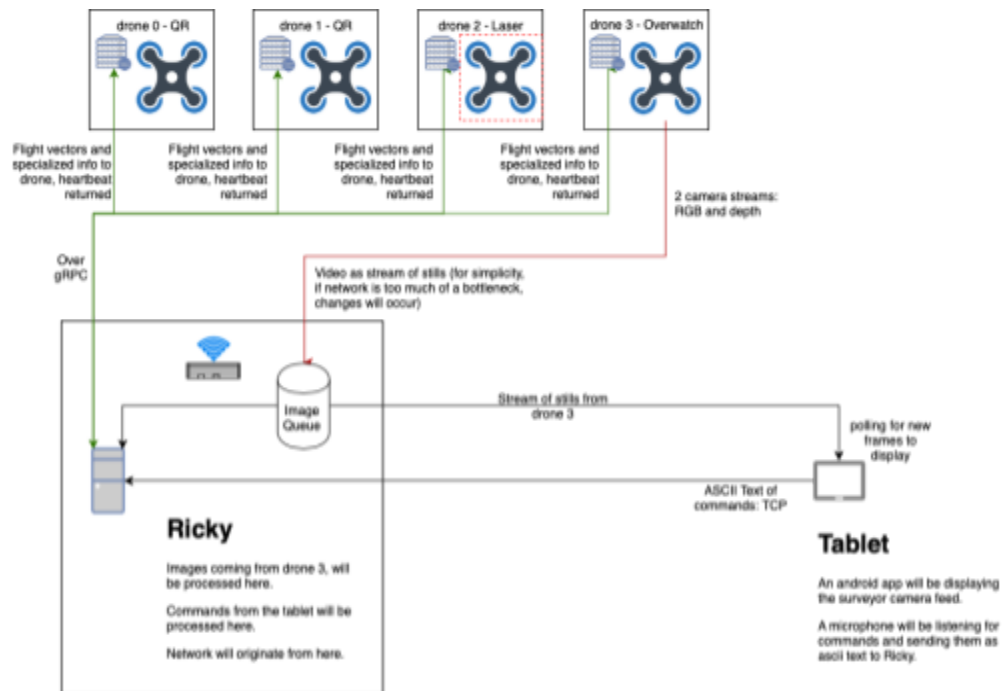 drone 0 - QR
drone 1 - QR
drone 2 - Laser
drone 3 - Overwatch
Flight vectors and
specialized info to
drone, heartbeat
returned
Flight vectors and
specialized info to
drone, heartbeat
returned
Flight vectors and
specialized info to
drone, heartbeat
returned
Flight vectors and
specialized info to
drone, heartbeat
returned
2 camera streams:
RGB and depth
Over
gRPC
Video as stream of stills (for simplicity,
if network is too much of a bottleneck,
changes will occur)
Image
Queue
Stream of stills from
drone 3
polling for new
frames to
display
ASCII Text of
commands: TCP
Ricky
Images coming from drone 3, will
be processed here.
Commands from the tablet will be
processed here.
Network will originate from here.
Tablet
An android app will be displaying
the surveyor camera feed.
A microphone will be listening for
commands and sending them as
ascii text to Ricky.